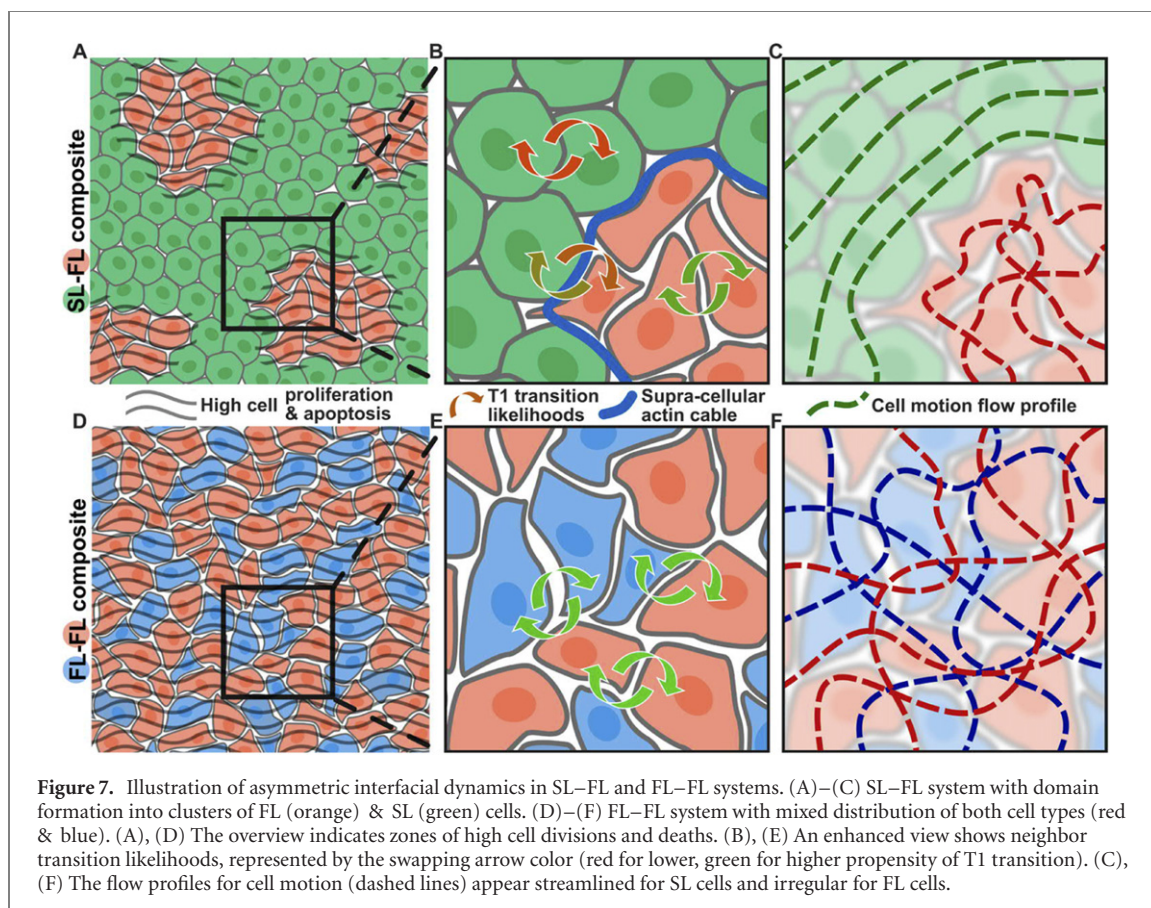 A
B
C
SL-FL composite
High cell proliferation & apoptosis
T1 transition likelihoods
Supra-cellular actin cable
Cell motion flow profile
D
E
F
FL-FL composite
Figure 7. Illustration of asymmetric interfacial dynamics in SL–FL and FL–FL systems. (A)–(C) SL–FL system with domain
formation into clusters of FL (orange) & SL (green) cells. (D)–(F) FL–FL system with mixed distribution of both cell types (red
& blue). (A), (D) The overview indicates zones of high cell divisions and deaths. (B), (E) An enhanced view shows neighbor
transition likelihoods, represented by the swapping arrow color (red for lower, green for higher propensity of T1 transition). (C),
(F) The flow profiles for cell motion (dashed lines) appear streamlined for SL cells and irregular for FL cells.